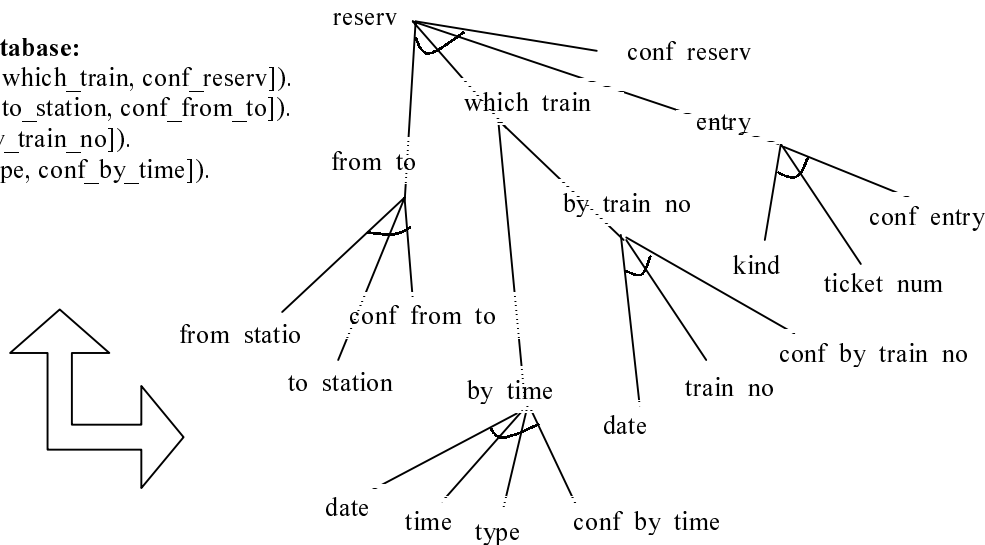 tabase:
which_train, conf_reserv]).
to_station, conf_from_to]).
y_train_no]).
pe, conf_by_time]).
reserv
conf reserv
which train
entry
from to
by train no
conf entry
kind
ticket num
from statio
conf from to
conf by train no
to station
by time
train no
date
date
time
type
conf by time